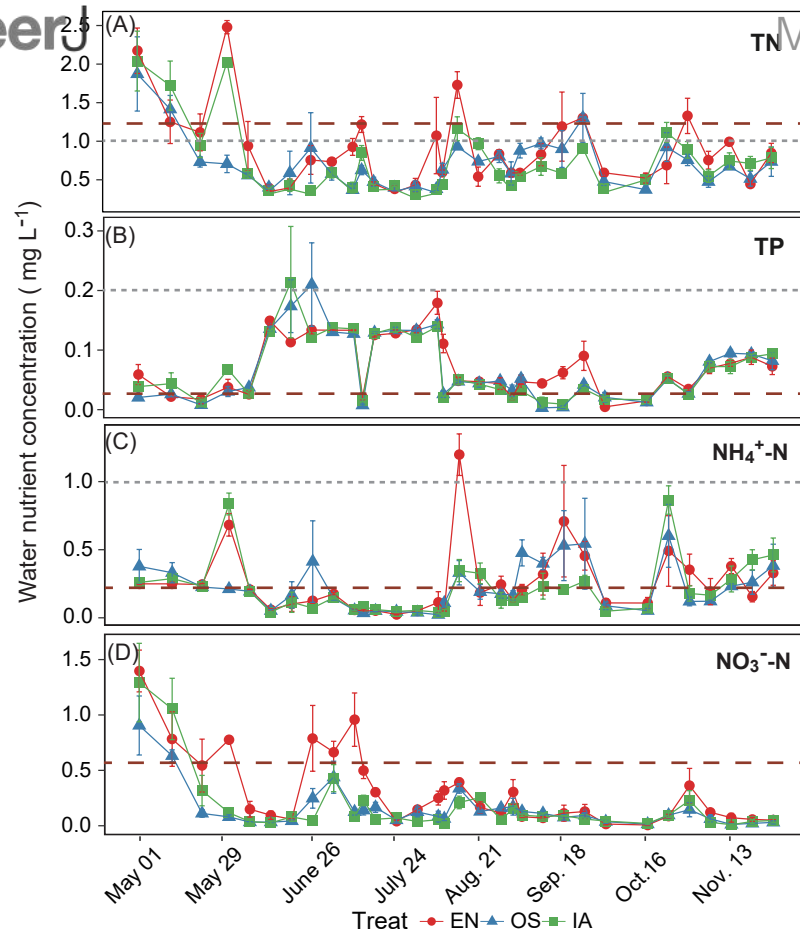 eerJ M
(A)
TN
2.5
2.0
1.5
1.0
0.5
(B)
TP
0.3
0.2
0.1
0.0
Water nutrient concentration ( mg L⁻¹)
(C)
NH₄⁺-N
1.0
0.5
0.0
(D)
NO₃⁻-N
1.5
1.0
0.5
0.0
May 01 May 29 June 26 July 24 Aug. 21 Sep. 18 Oct.16 Nov. 13
Treat EN OS IA